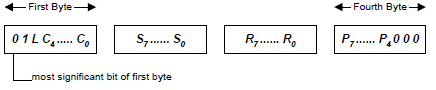 First Byte Fourth Byte
0 1 L C4 ..... C0 S7 ...... S0 R7 ...... R0 P7 ...... P4 0 0 0
most significant bit of first byte